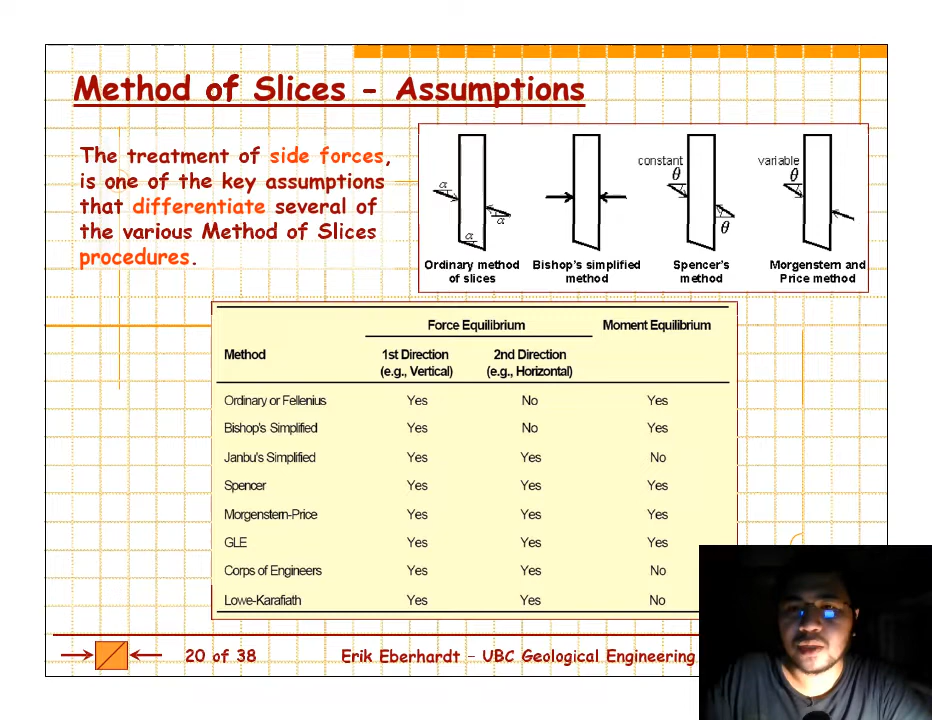 Method of Slices - Assumptions
The treatment of side forces,
is one of the key assumptions
that differentiate several of
the various Method of Slices
procedures.
constant
variable
θ
θ
α
α
α
θ
Ordinary method
of slices
Bishop's simplified
method
Spencer's
method
Morgenstern and
Price method
Force Equilibrium Moment Equilibrium
Method 1st Direction 2nd Direction
(e.g., Vertical) (e.g., Horizontal)
Ordinary or Fellenius Yes No Yes
Bishop's Simplified Yes No Yes
Janbu's Simplified Yes Yes No
Spencer Yes Yes Yes
Morgenstern-Price Yes Yes Yes
GLE Yes Yes Yes
Corps of Engineers Yes Yes No
Lowe-Karafiath Yes Yes No
20 of 38 Erik Eberhardt – UBC Geological Engineering